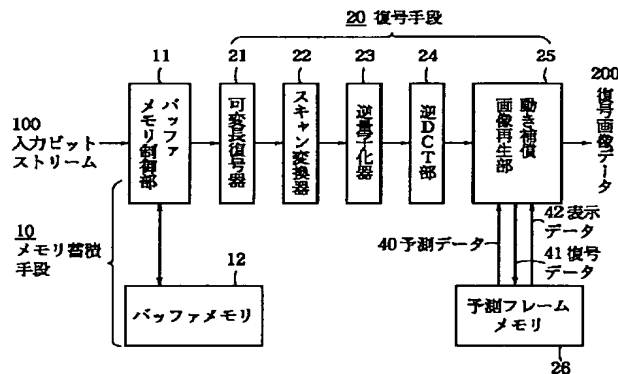 20 復号手段
11
21
22
23
24
25
200
復号画像データ
100
入力ビット
ストリーム
バッファ
メモリ制御部
可変長復号器
スキャン変換器
逆量子化器
逆DCT部
動き補償
画像再生部
10
メモリ蓄積
手段
12
バッファメモリ
40 予測データ
42 表示
データ
41 復号
データ
予測フレーム
メモリ
26